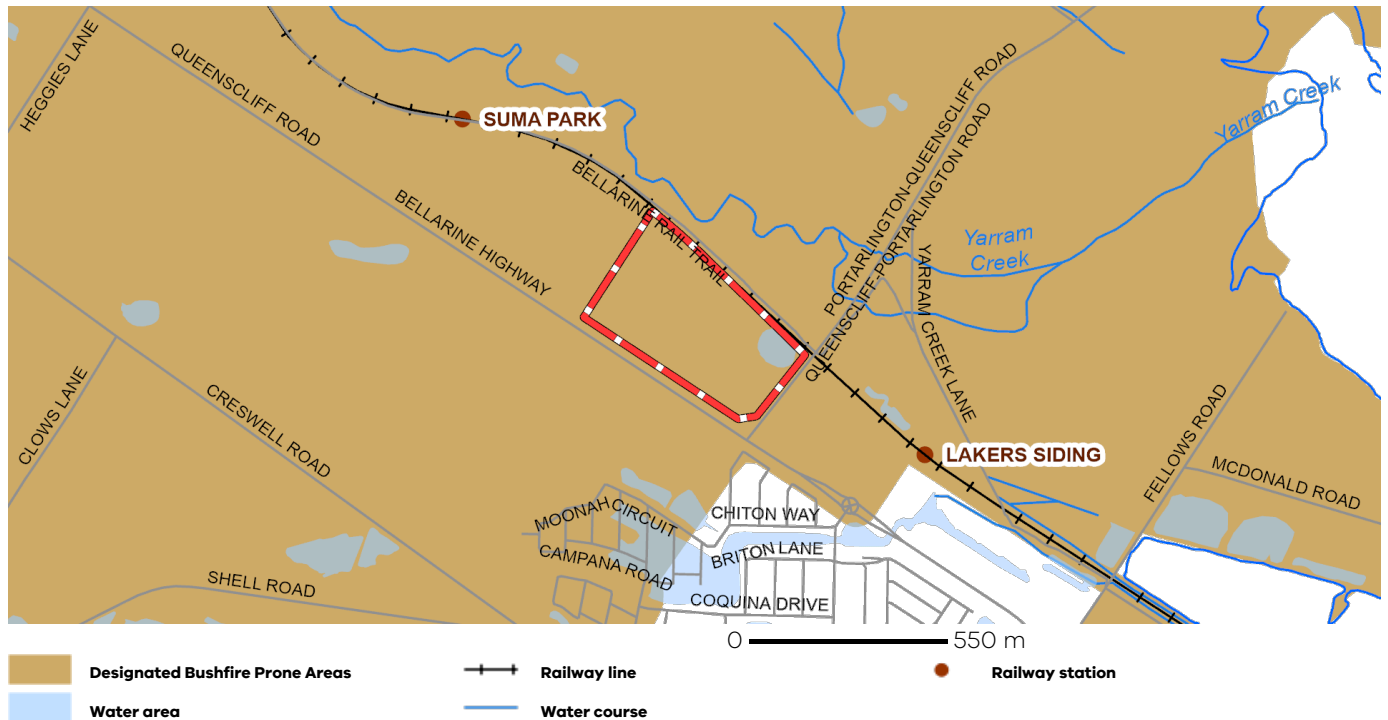 HEGGIES LANE
QUEENSCLIFF ROAD
SUMA PARK
BELLARINE RAIL TRAIL
BELLARINE HIGHWAY
PORTARLINGTON-QUEENSCLIFF ROAD
QUEENSCLIFF-PORTARLINGTON ROAD
Yarram Creek
Yarram
Creek
YARRAM CREEK LANE
CLOWS LANE
CRESWELL ROAD
LAKERS SIDING
FELLOWS ROAD
MCDONALD ROAD
MOONAH CIRCUIT
CHITON WAY
CAMPANA ROAD
BRITON LANE
SHELL ROAD
COQUINA DRIVE
0 550 m
Designated Bushfire Prone Areas
Railway line
Railway station
Water area
Water course